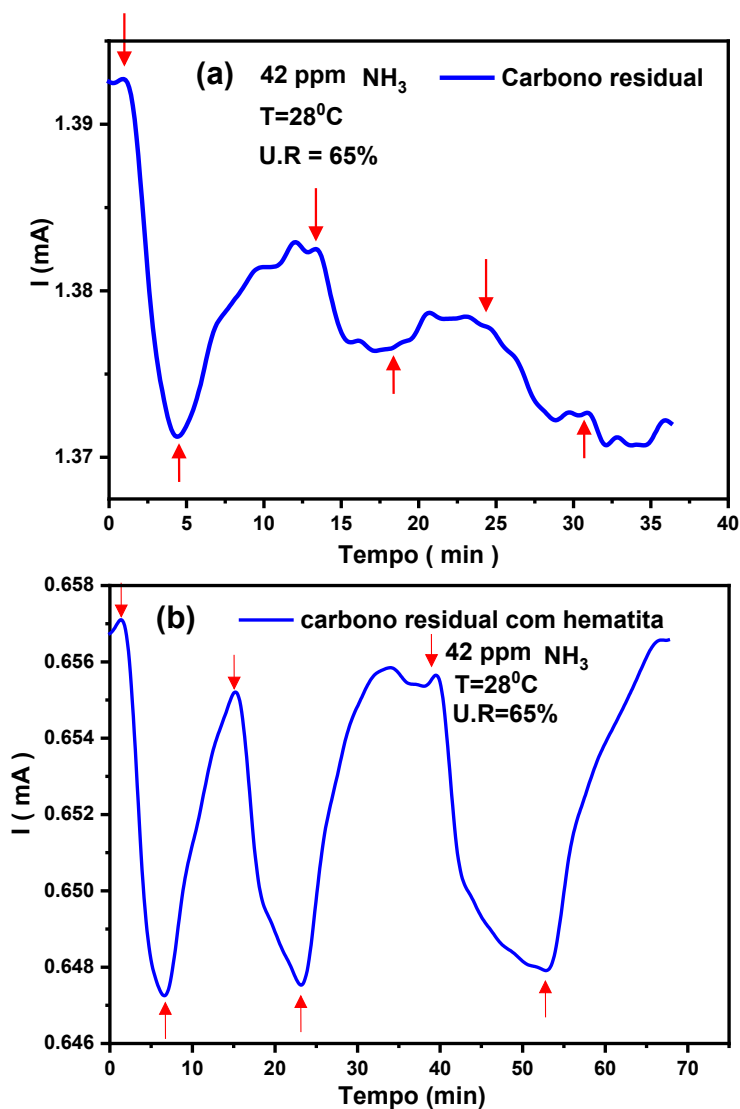 (a) 42 ppm NH₃ Carbono residual
T=28⁰C
U.R = 65%
1.39
1.38
1.37
I (mA)
0 5 10 15 20 25 30 35 40
Tempo ( min )
(b) carbono residual com hematita
42 ppm NH₃
T=28⁰C
U.R=65%
0.658
0.656
0.654
0.652
0.650
0.648
0.646
I ( mA)
0 10 20 30 40 50 60 70
Tempo (min)